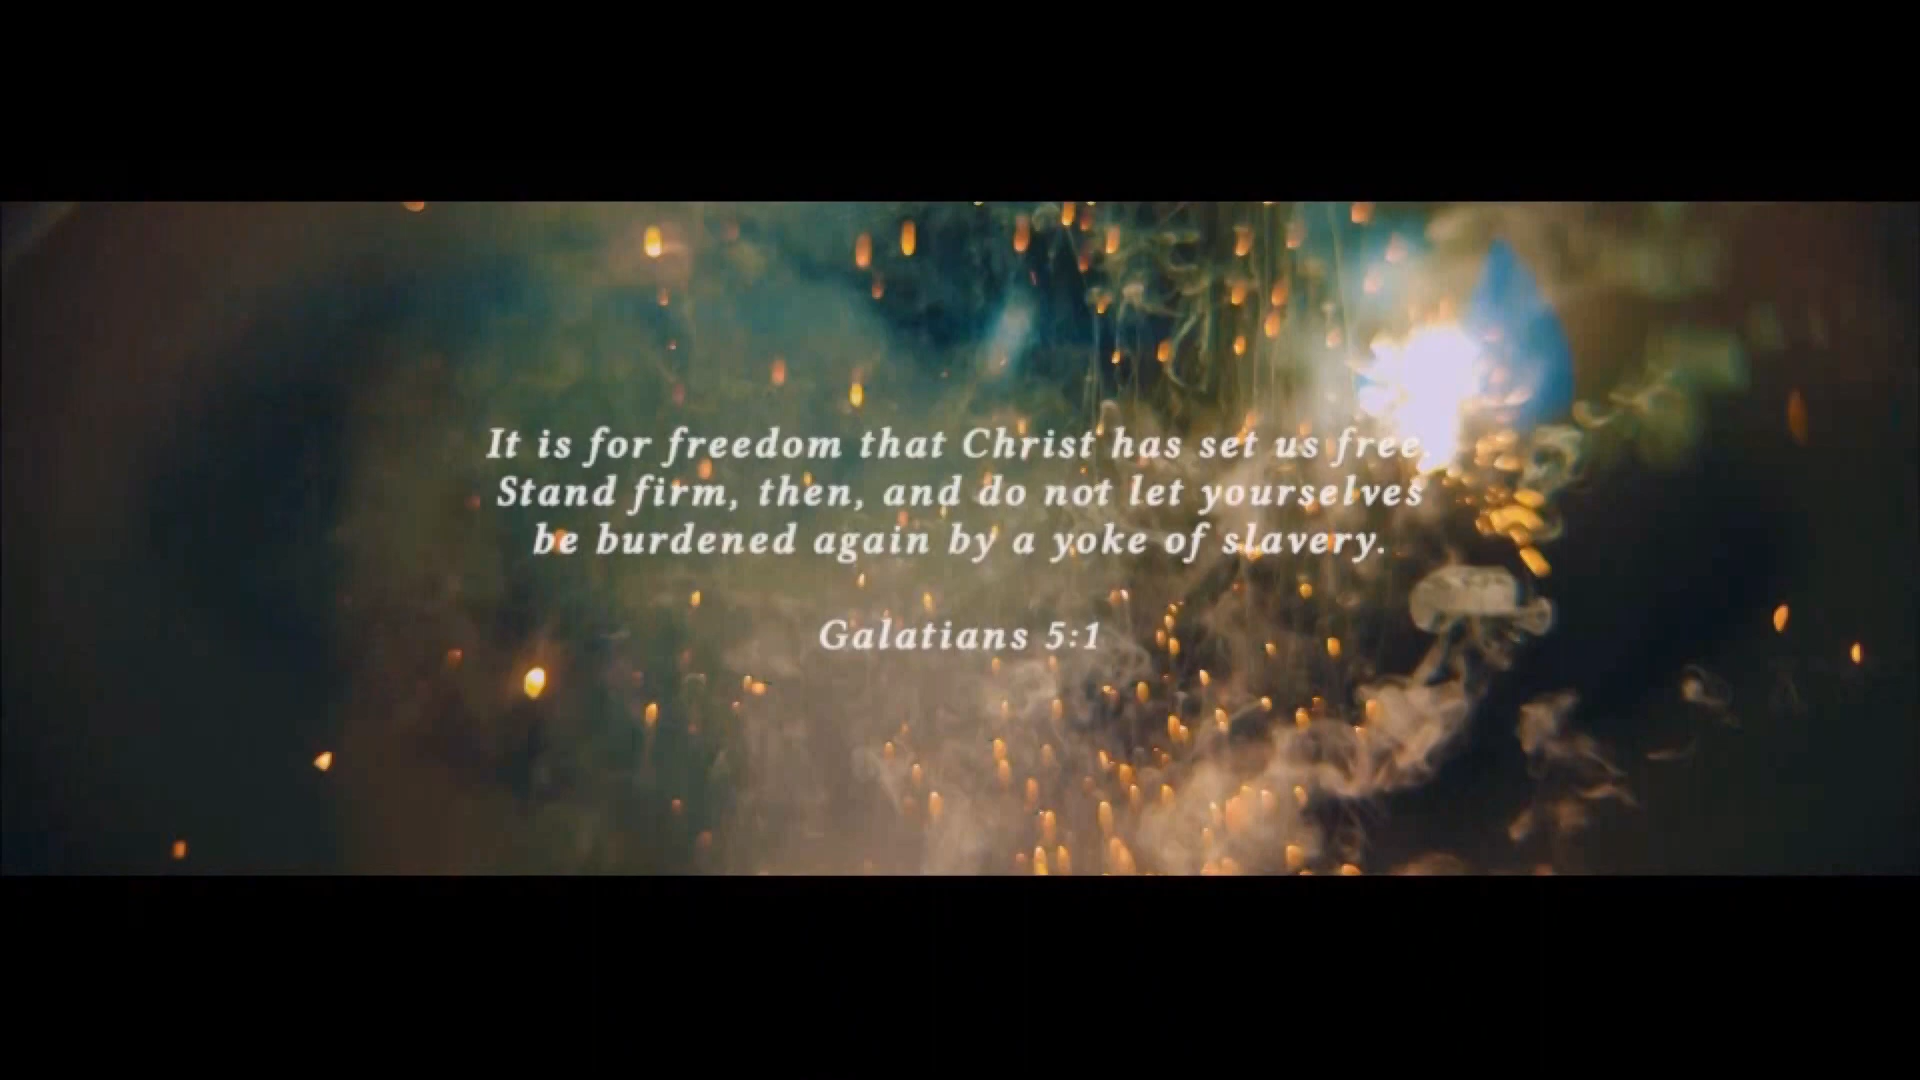 It is for freedom that Christ has set us free.
Stand firm, then, and do not let yourselves
be burdened again by a yoke of slavery.
Galatians 5:1